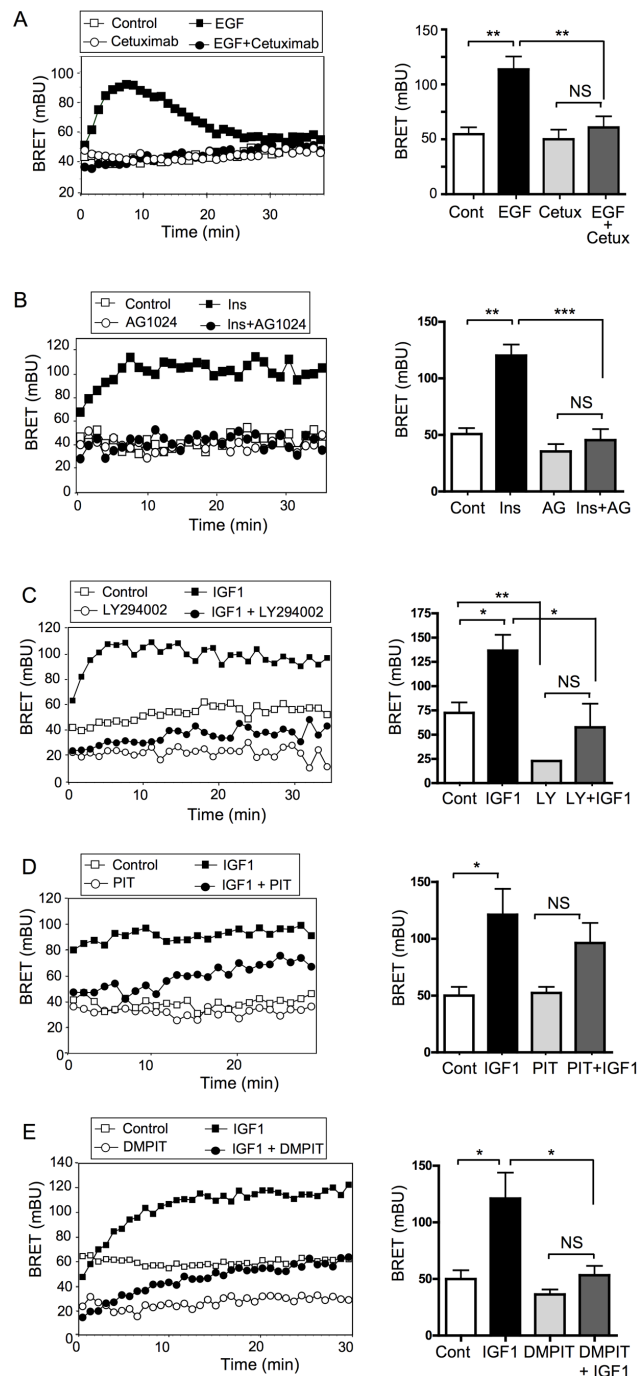 A
Control EGF
Cetuximab EGF+Cetuximab
BRET (mBU)
100
80
60
40
20
10 20 30
Time (min)
BRET (mBU)
150
100
50
0
** **
NS
Cont EGF Cetux EGF + Cetux
B
Control Ins
AG1024 Ins+AG1024
BRET (mBU)
120
100
80
60
40
20
0
0 10 20 30
Time (min)
BRET (mBU)
150
100
50
0
** ***
NS
Cont Ins AG Ins+AG
C
Control IGF1
LY294002 IGF1 + LY294002
BRET (mBU)
120
100
80
60
40
20
0
0 10 20 30
Time (min)
BRET (mBU)
175
150
125
100
75
50
25
0
**
* *
NS
Cont IGF1 LY LY+IGF1
D
Control IGF1
PIT IGF1 + PIT
BRET (mBU)
120
100
80
60
40
20
0
0 10 20
Time (min)
BRET (mBU)
150
100
50
0
*
NS
Cont IGF1 PIT PIT+IGF1
E
Control IGF1
DMPIT IGF1 + DMPIT
BRET (mBU)
140
120
100
80
60
40
20
0
0 10 20 30
Time (min)
BRET (mBU)
150
100
50
0
* *
NS
Cont IGF1 DMPIT DMPIT
+ IGF1